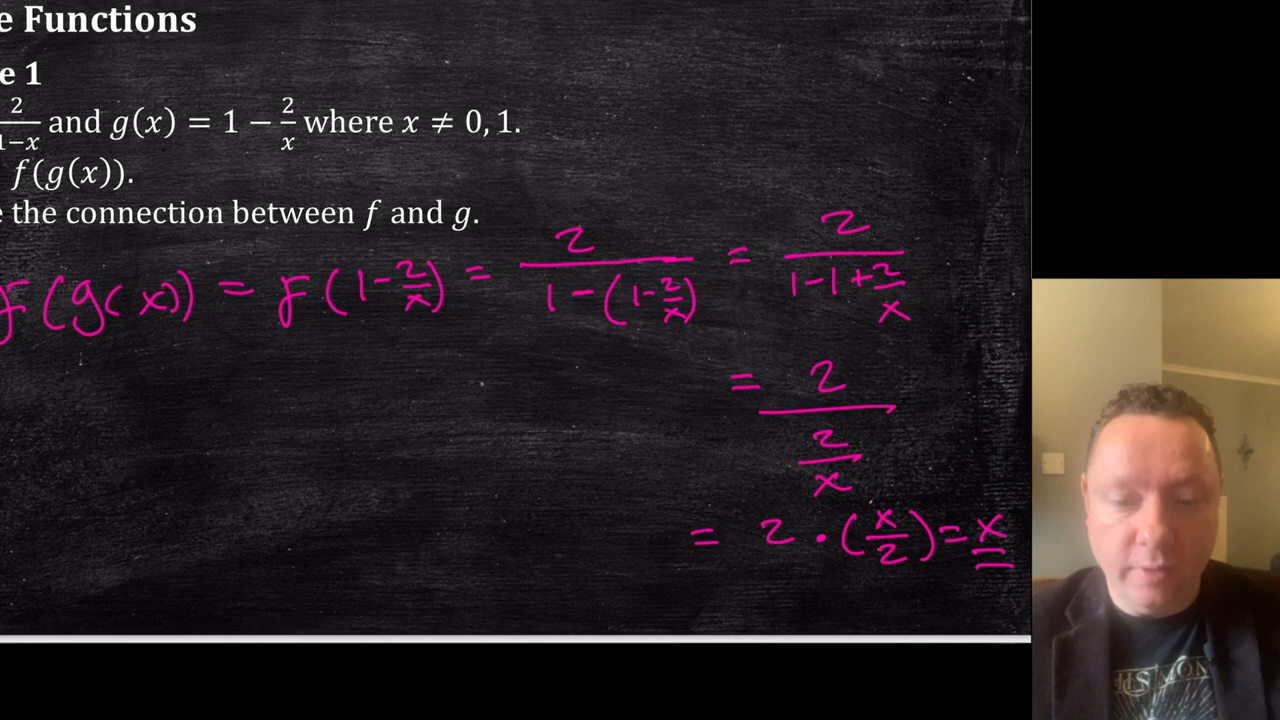 e Functions
e 1
2/1−x and g(x) = 1 − 2/x where x ≠ 0, 1.
f(g(x)).
e the connection between f and g.
f(g(x)) = f(1-2/x) = 2/(1-(1-2/x)) = 2/(1-1+2/x)
= 2/(2/x)
= 2 · (x/2) = x